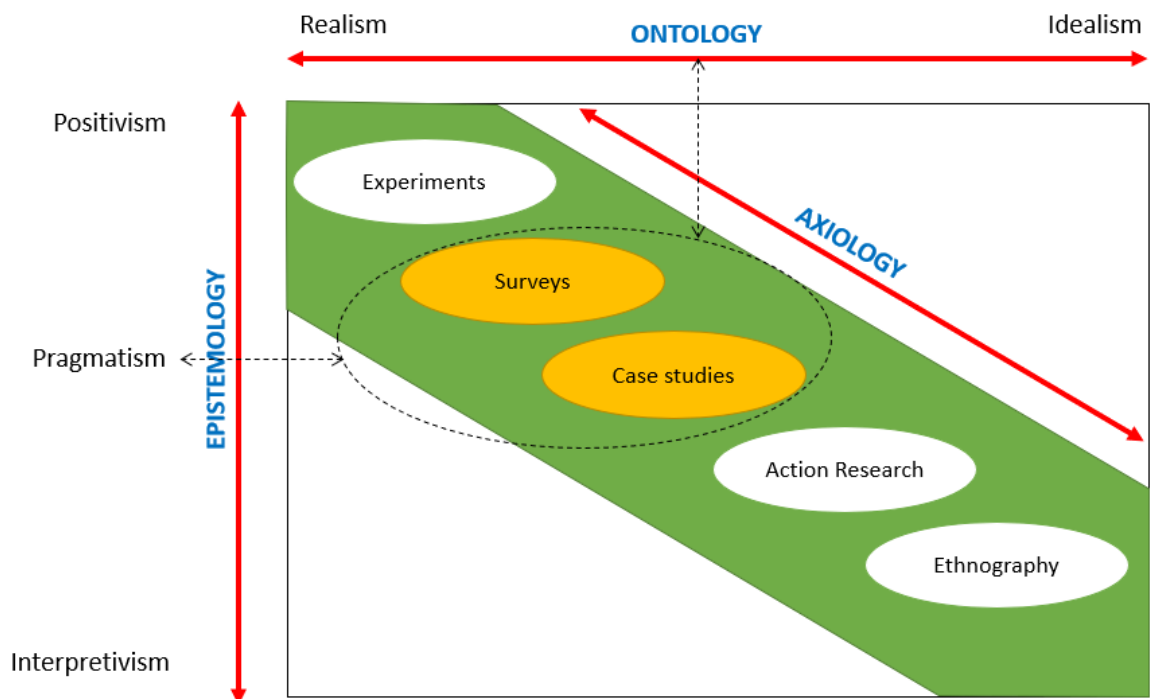 Realism
ONTOLOGY
Idealism
Positivism
Experiments
AXIOLOGY
Surveys
EPISTEMOLOGY
Pragmatism
Case studies
Action Research
Ethnography
Interpretivism